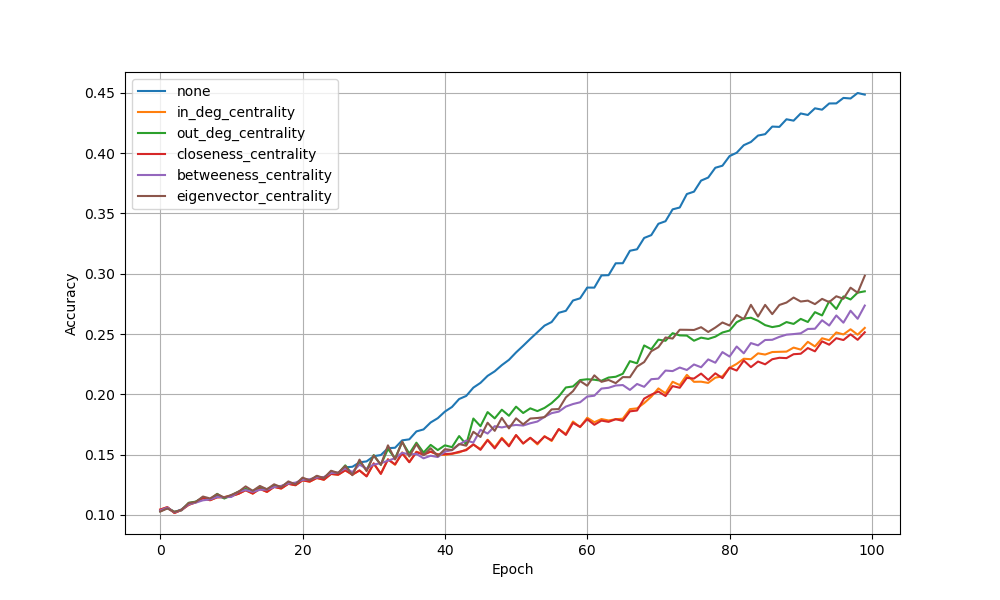 none
in_deg_centrality
out_deg_centrality
closeness_centrality
betweeness_centrality
eigenvector_centrality
Accuracy
0.45
0.40
0.35
0.30
0.25
0.20
0.15
0.10
0 20 40 60 80 100
Epoch